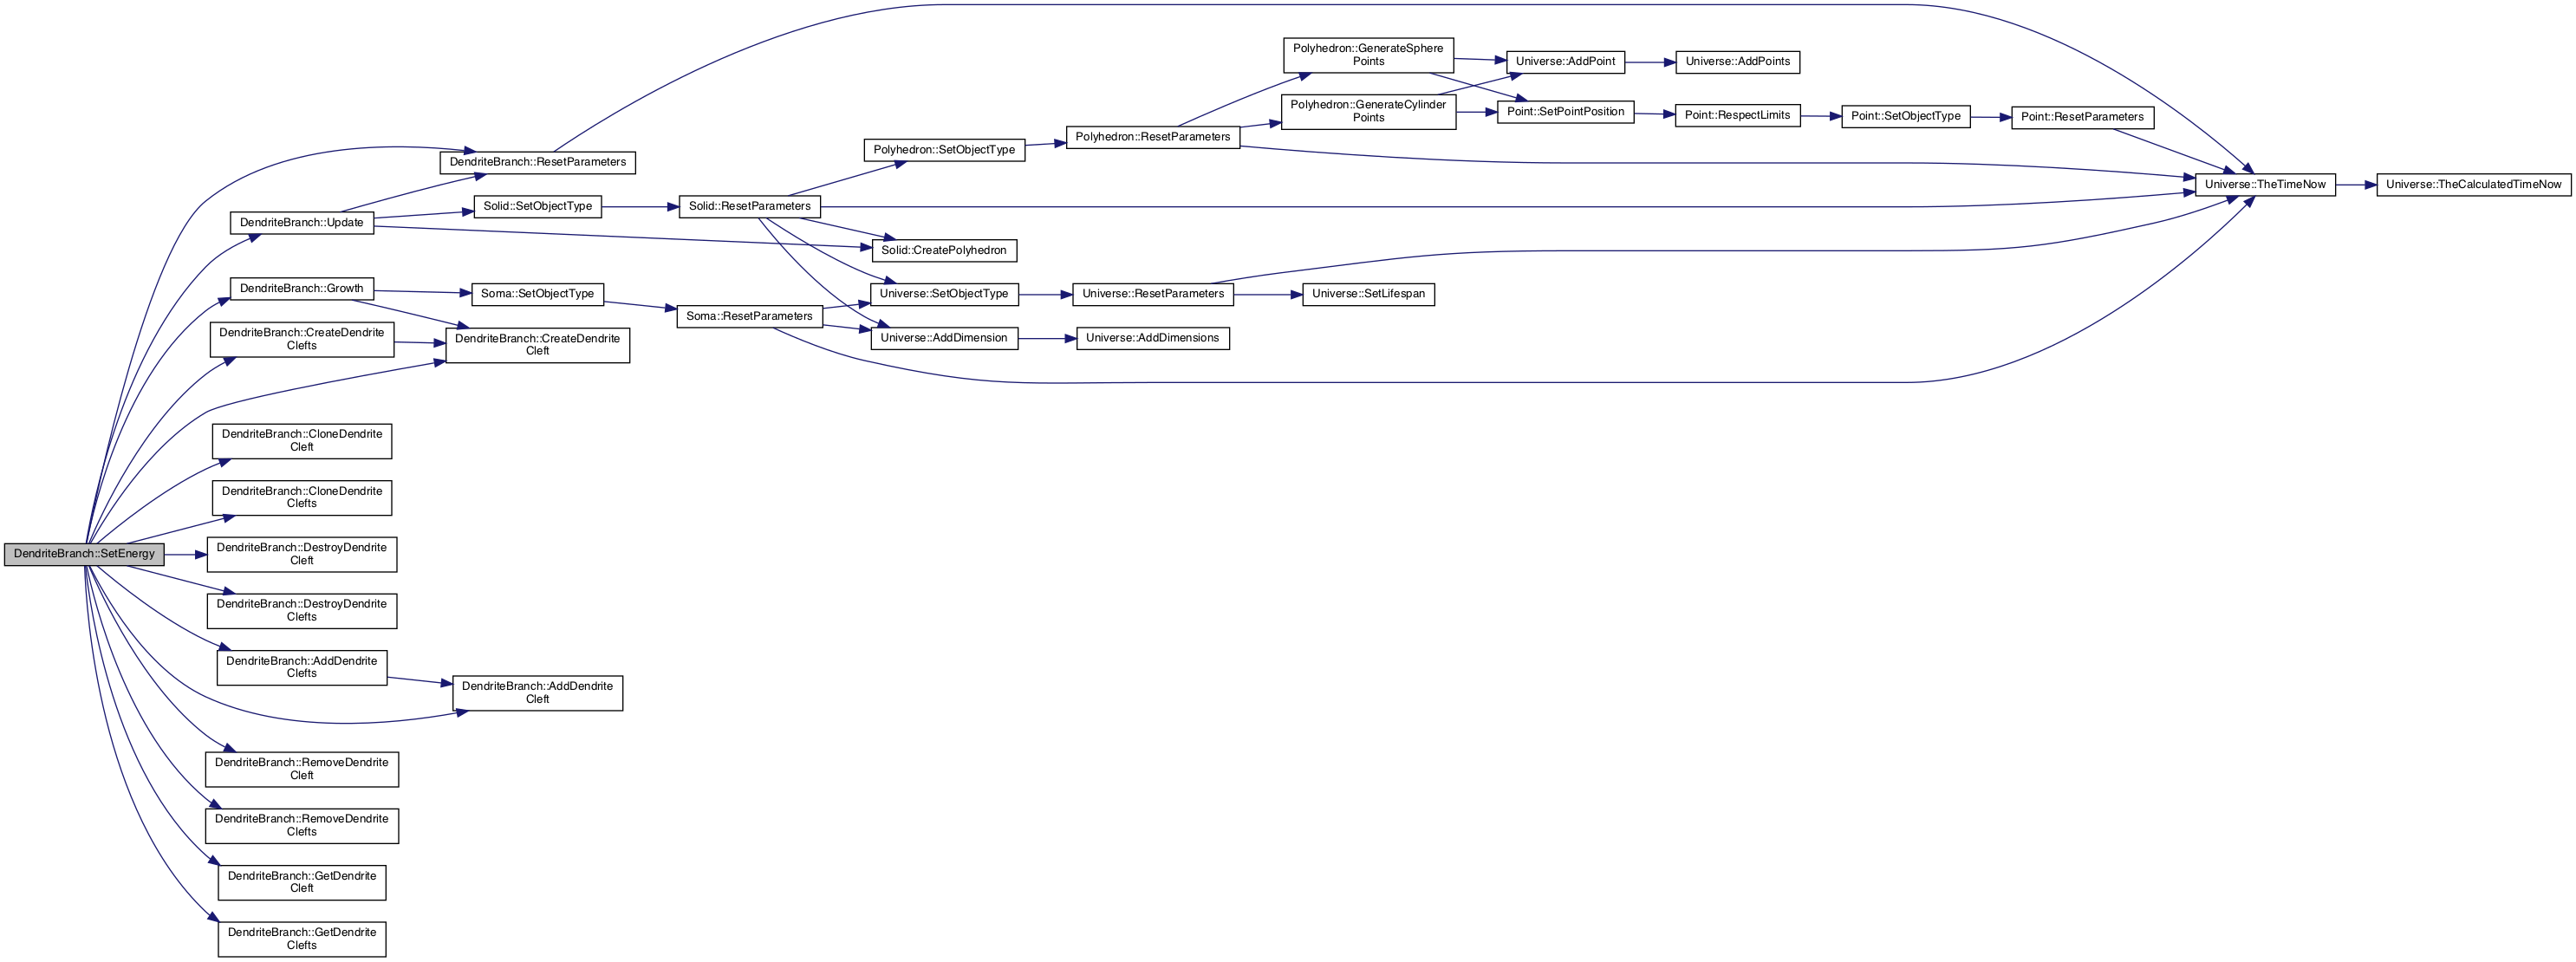 Polyhedron::GenerateSphere
Points
Universe::AddPoint
Universe::AddPoints
Polyhedron::GenerateCylinder
Points
Point::SetPointPosition
Point::RespectLimits
Point::SetObjectType
Point::ResetParameters
Polyhedron::SetObjectType
Polyhedron::ResetParameters
DendriteBranch::ResetParameters
Universe::TheTimeNow
Universe::TheCalculatedTimeNow
DendriteBranch::Update
Solid::SetObjectType
Solid::ResetParameters
Solid::CreatePolyhedron
DendriteBranch::Growth
Soma::SetObjectType
Universe::SetObjectType
Universe::ResetParameters
Universe::SetLifespan
Soma::ResetParameters
DendriteBranch::CreateDendrite
Clefts
DendriteBranch::CreateDendrite
Cleft
Universe::AddDimension
Universe::AddDimensions
DendriteBranch::CloneDendrite
Cleft
DendriteBranch::CloneDendrite
Clefts
DendriteBranch::SetEnergy
DendriteBranch::DestroyDendrite
Cleft
DendriteBranch::DestroyDendrite
Clefts
DendriteBranch::AddDendrite
Clefts
DendriteBranch::AddDendrite
Cleft
DendriteBranch::RemoveDendrite
Cleft
DendriteBranch::RemoveDendrite
Clefts
DendriteBranch::GetDendrite
Cleft
DendriteBranch::GetDendrite
Clefts